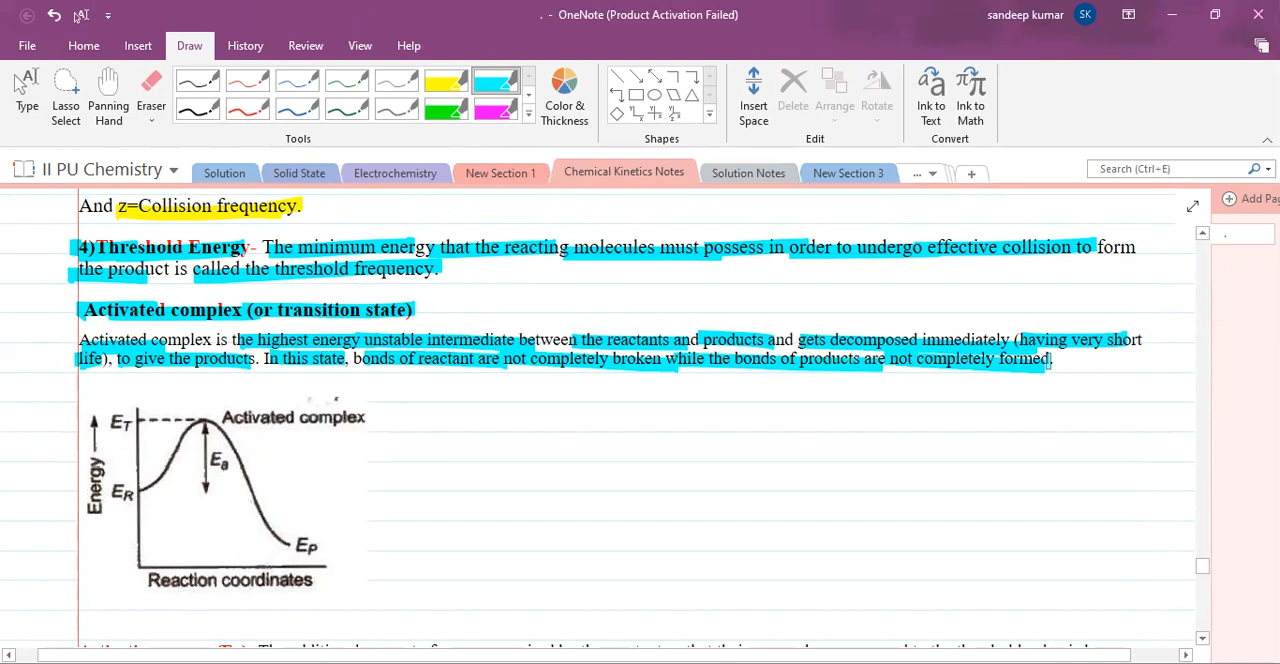 . - OneNote (Product Activation Failed)
sandeep kumar SK
File Home Insert Draw History Review View Help
Type Lasso Select Panning Hand Eraser Color & Thickness Insert Space Delete Arrange Rotate Ink to Text Ink to Math
Tools Shapes Edit Convert
II PU Chemistry Solution Solid State Electrochemistry New Section 1 Chemical Kinetics Notes Solution Notes New Section 3 ... + Search (Ctrl+E)
Add Pag
.
And z=Collision frequency.
4)Threshold Energy- The minimum energy that the reacting molecules must possess in order to undergo effective collision to form
the product is called the threshold frequency.
Activated complex (or transition state)
Activated complex is the highest energy unstable intermediate between the reactants and products and gets decomposed immediately (having very short
life), to give the products. In this state, bonds of reactant are not completely broken while the bonds of products are not completely formed.
ET Activated complex
Ea
ER
Energy
EP
Reaction coordinates